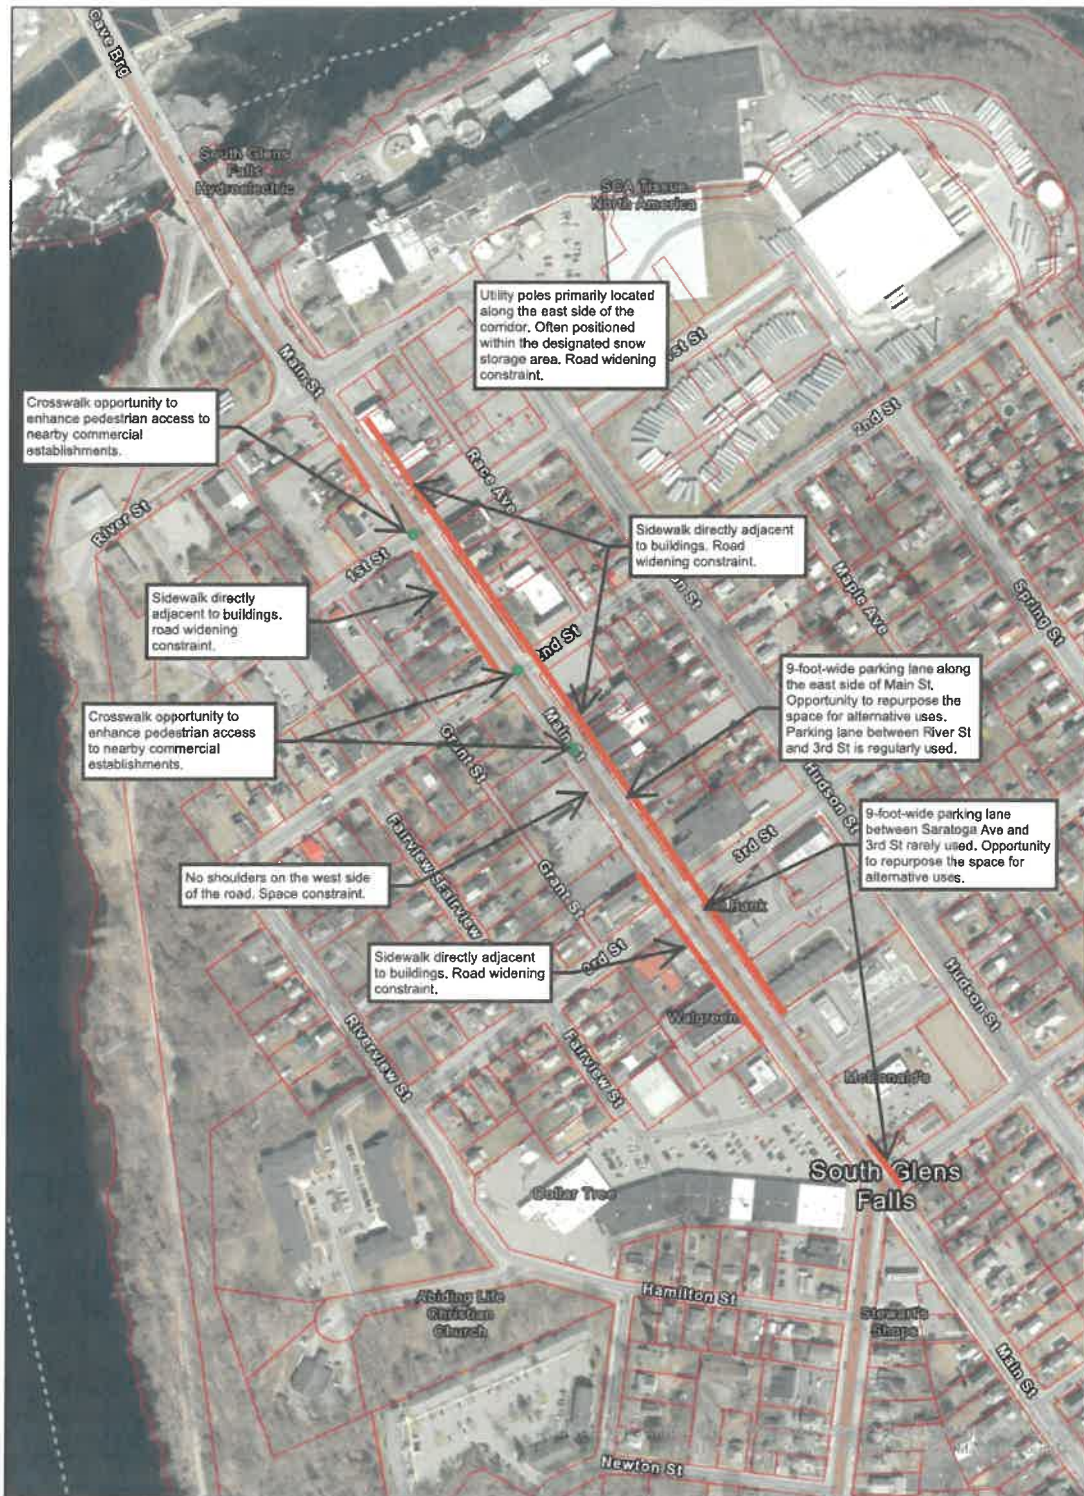 Cave Brg
South Glens
Falls
Hydroelectric
SCA Tissue
North America
Utility poles primarily located
along the east side of the
corridor. Often positioned
within the designated snow
storage area. Road widening
constraint.
1st St
Main St
Crosswalk opportunity to
enhance pedestrian access to
nearby commercial
establishments.
2nd St
Race Ave
River St
Sidewalk directly adjacent
to buildings. Road
widening constraint.
1st St
on St
Maple Ave
Spring St
Sidewalk directly
adjacent to buildings.
road widening
constraint.
2nd St
9-foot-wide parking lane along
the east side of Main St.
Opportunity to repurpose the
space for alternative uses.
Parking lane between River St
and 3rd St is regularly used.
Crosswalk opportunity to
enhance pedestrian access
to nearby commercial
establishments.
Main St
Grant St
Hudson St
9-foot-wide parking lane
between Saratoga Ave and
3rd St rarely used. Opportunity
to repurpose the space for
alternative uses.
Fairview St
Fairview
3rd St
No shoulders on the west side
of the road. Space constraint.
Grant St
Bank
Sidewalk directly adjacent
to buildings. Road widening
constraint.
3rd St
Hudson St
Walgreen
Riverview St
Fairview St
McDonald's
South Glens
Falls
Dollar Tree
Hamilton St
Abiding Life
Christian
Church
Stewart's
Shops
Main St
Newton St